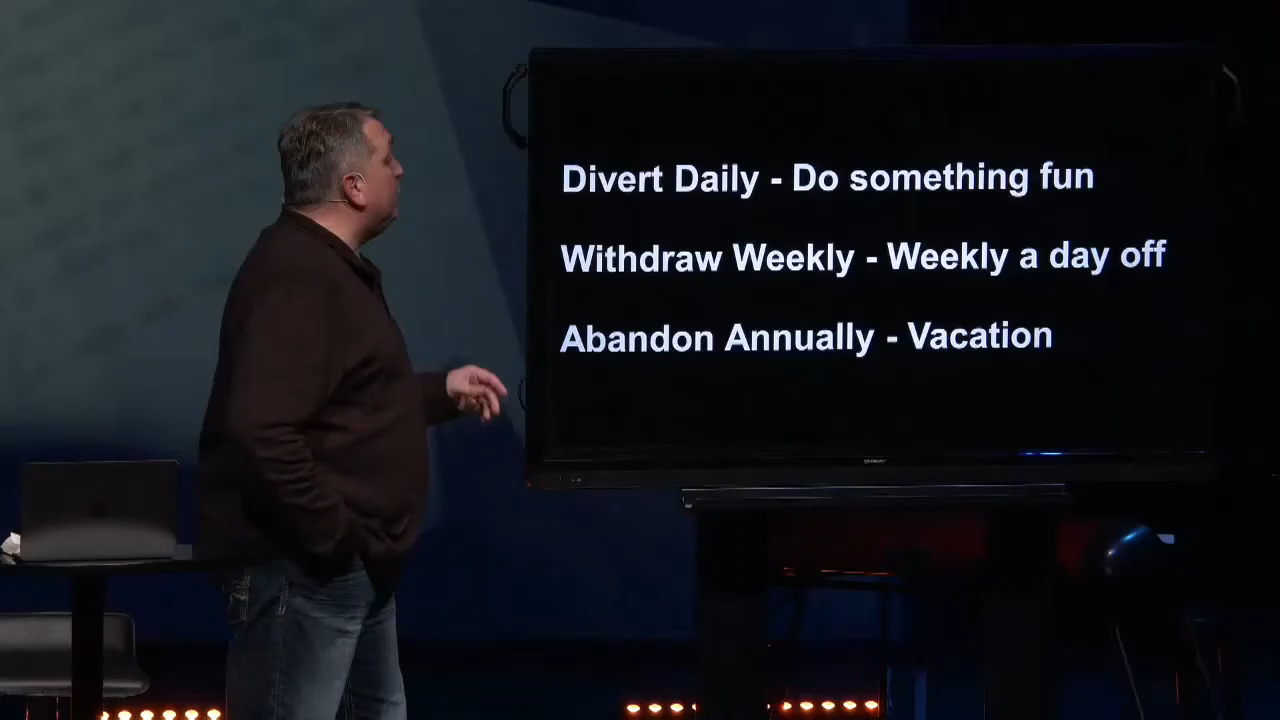 Divert Daily - Do something fun
Withdraw Weekly - Weekly a day off
Abandon Annually - Vacation